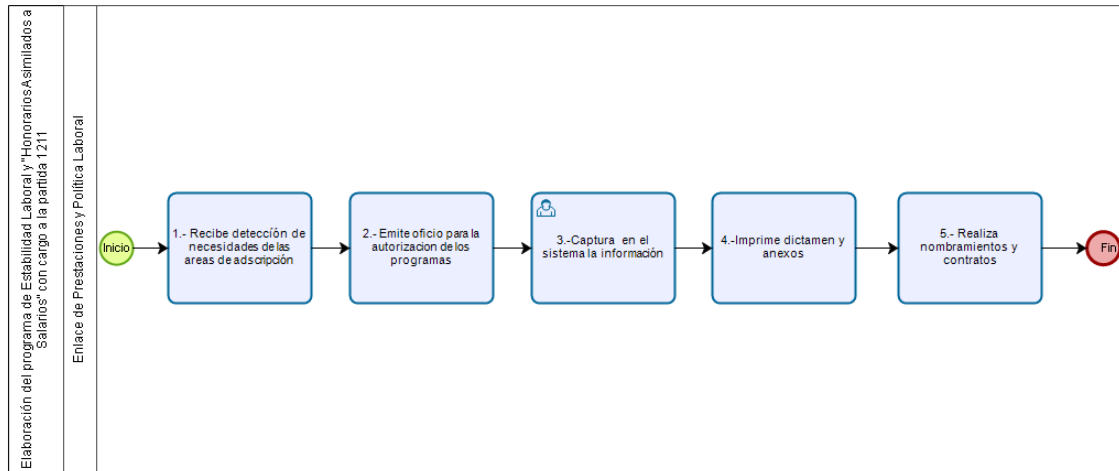 Elaboración del programa de Estabilidad Laboral y "Honorarios Asimilados a
Salarios" con cargo a la partida 1211
Enlace de Prestaciones y Política Laboral
Inicio
1.- Recibe detección de
necesidades de las
areas de adscripción
2.- Emite oficio para la
autorizacion de los
programas
3.-Captura en el
sistema la información
4.-Imprime dictamen y
anexos
5.- Realiza
nombramientos y
contratos
Fin